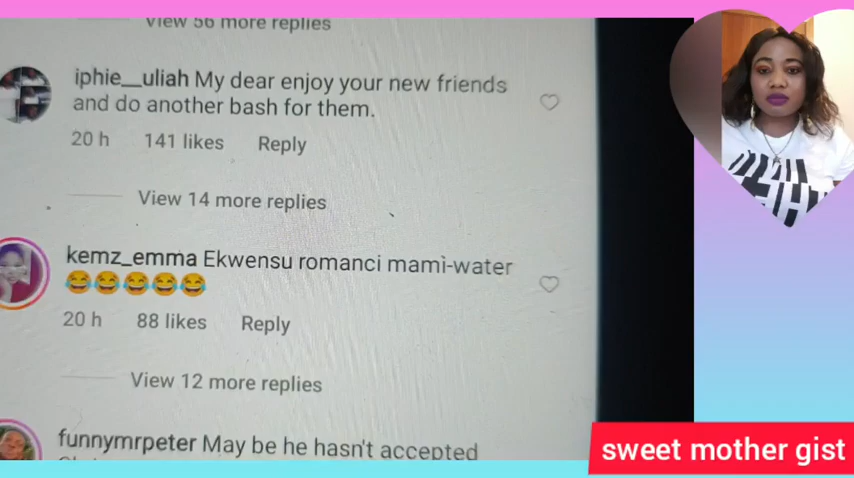 View 56 more replies
iphie__uliah My dear enjoy your new friends
and do another bash for them.
20 h 141 likes Reply
View 14 more replies
kemz_emma Ekwensu romanci mamì-water
😂😂😂😂😂
20 h 88 likes Reply
View 12 more replies
funnymrpeter May be he hasn't accepted
sweet mother gist